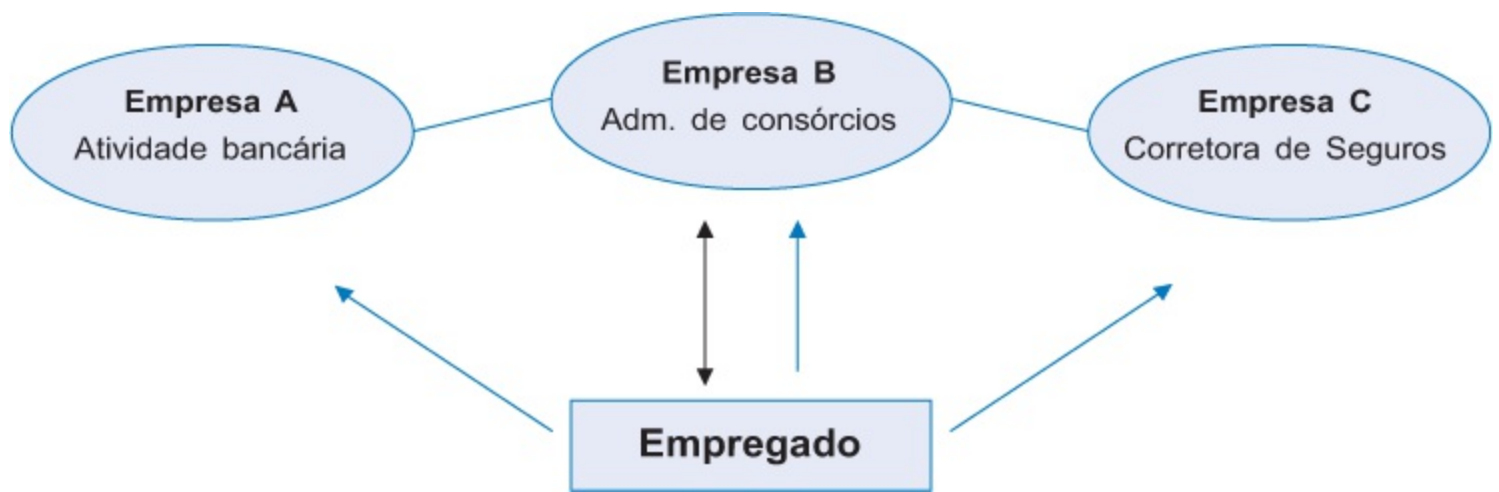 Empresa A
Atividade bancária
Empresa B
Adm. de consórcios
Empresa C
Corretora de Seguros
Empregado